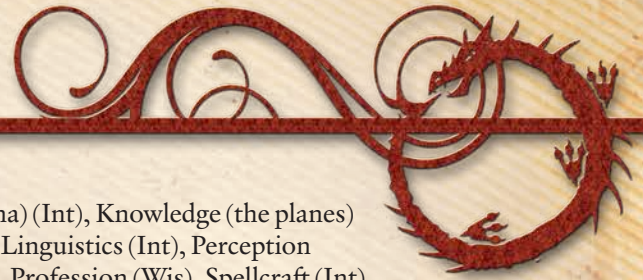 na) (Int), Knowledge (the planes)
Linguistics (Int), Perception
Profession (Wis), Spellcraft (Int)